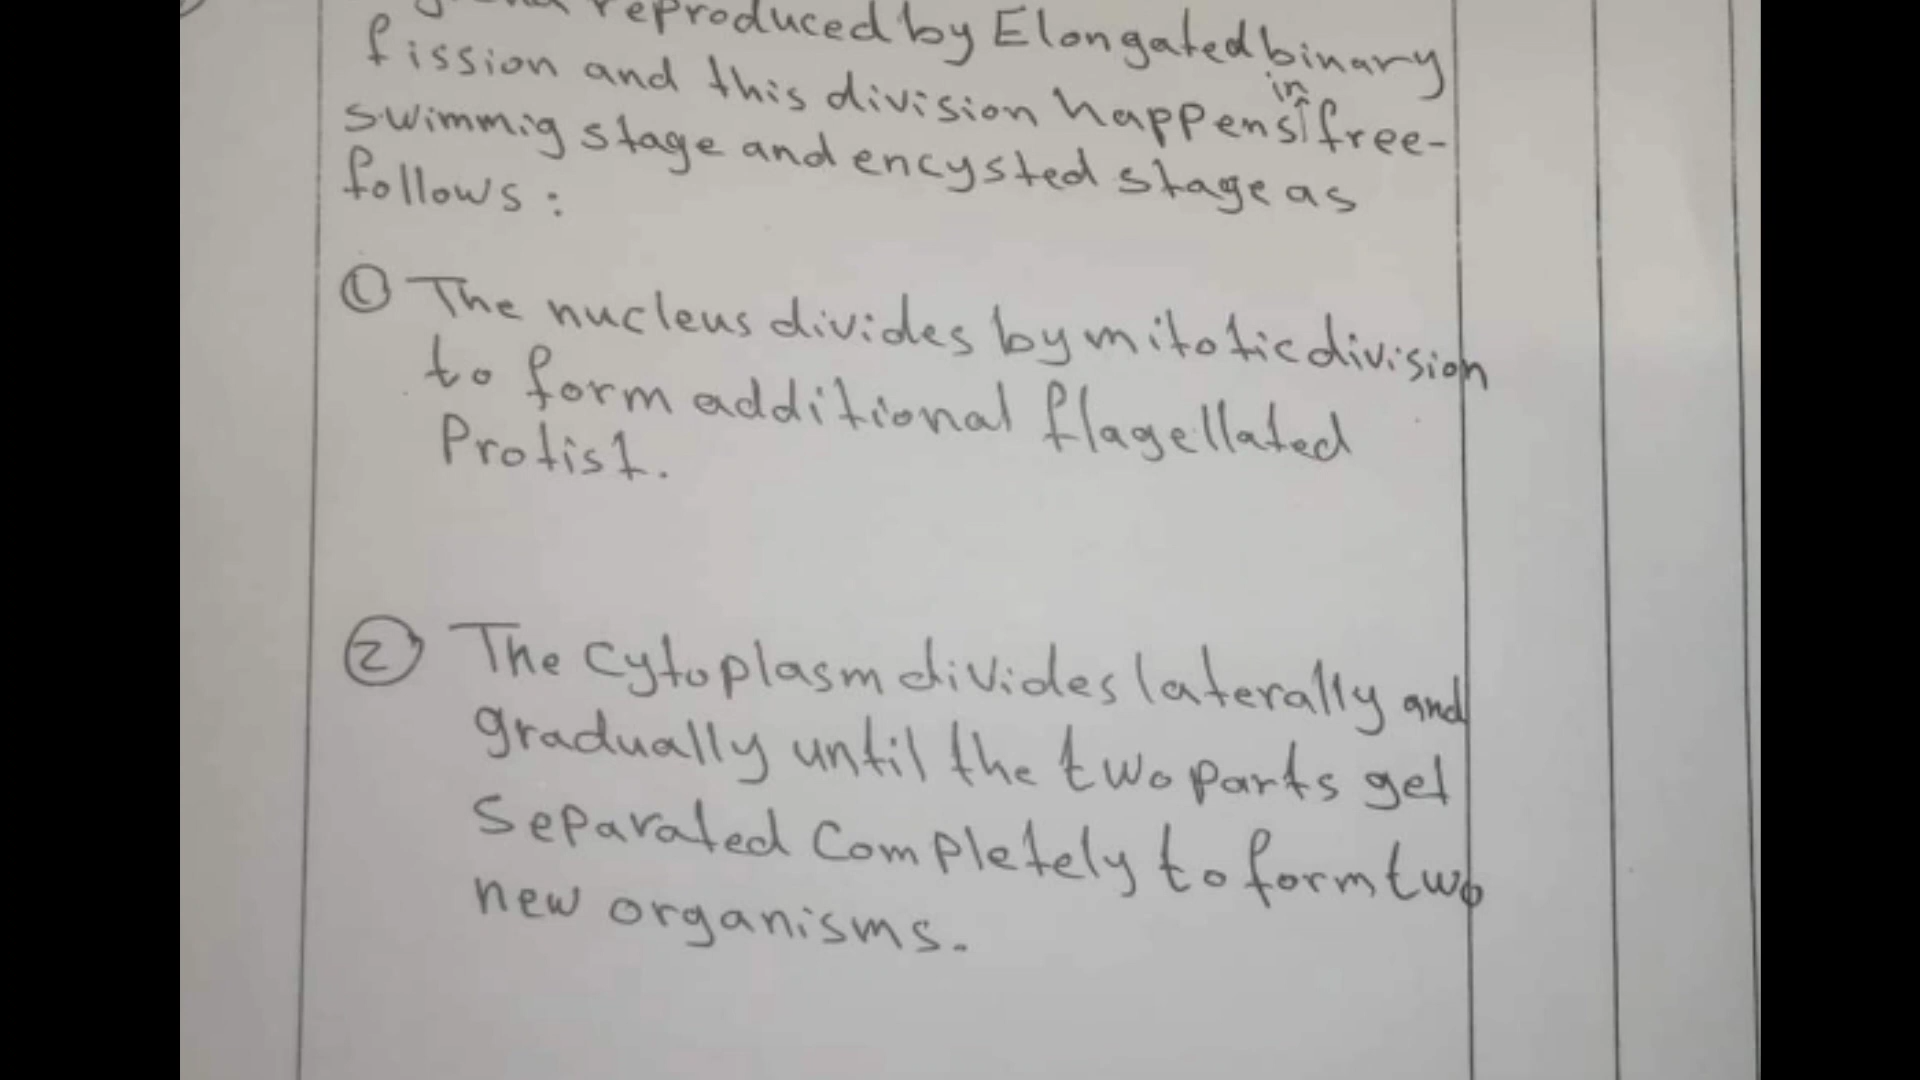 reproduced by Elongated binary
fission and this division happens in free-
swimmig stage and encysted stage as
follows:
① The nucleus divides by mitotic division
to form additional flagellated
Protist.
② The Cytoplasm divides laterally and
gradually until the two parts get
Separated Completely to form two
new organisms.